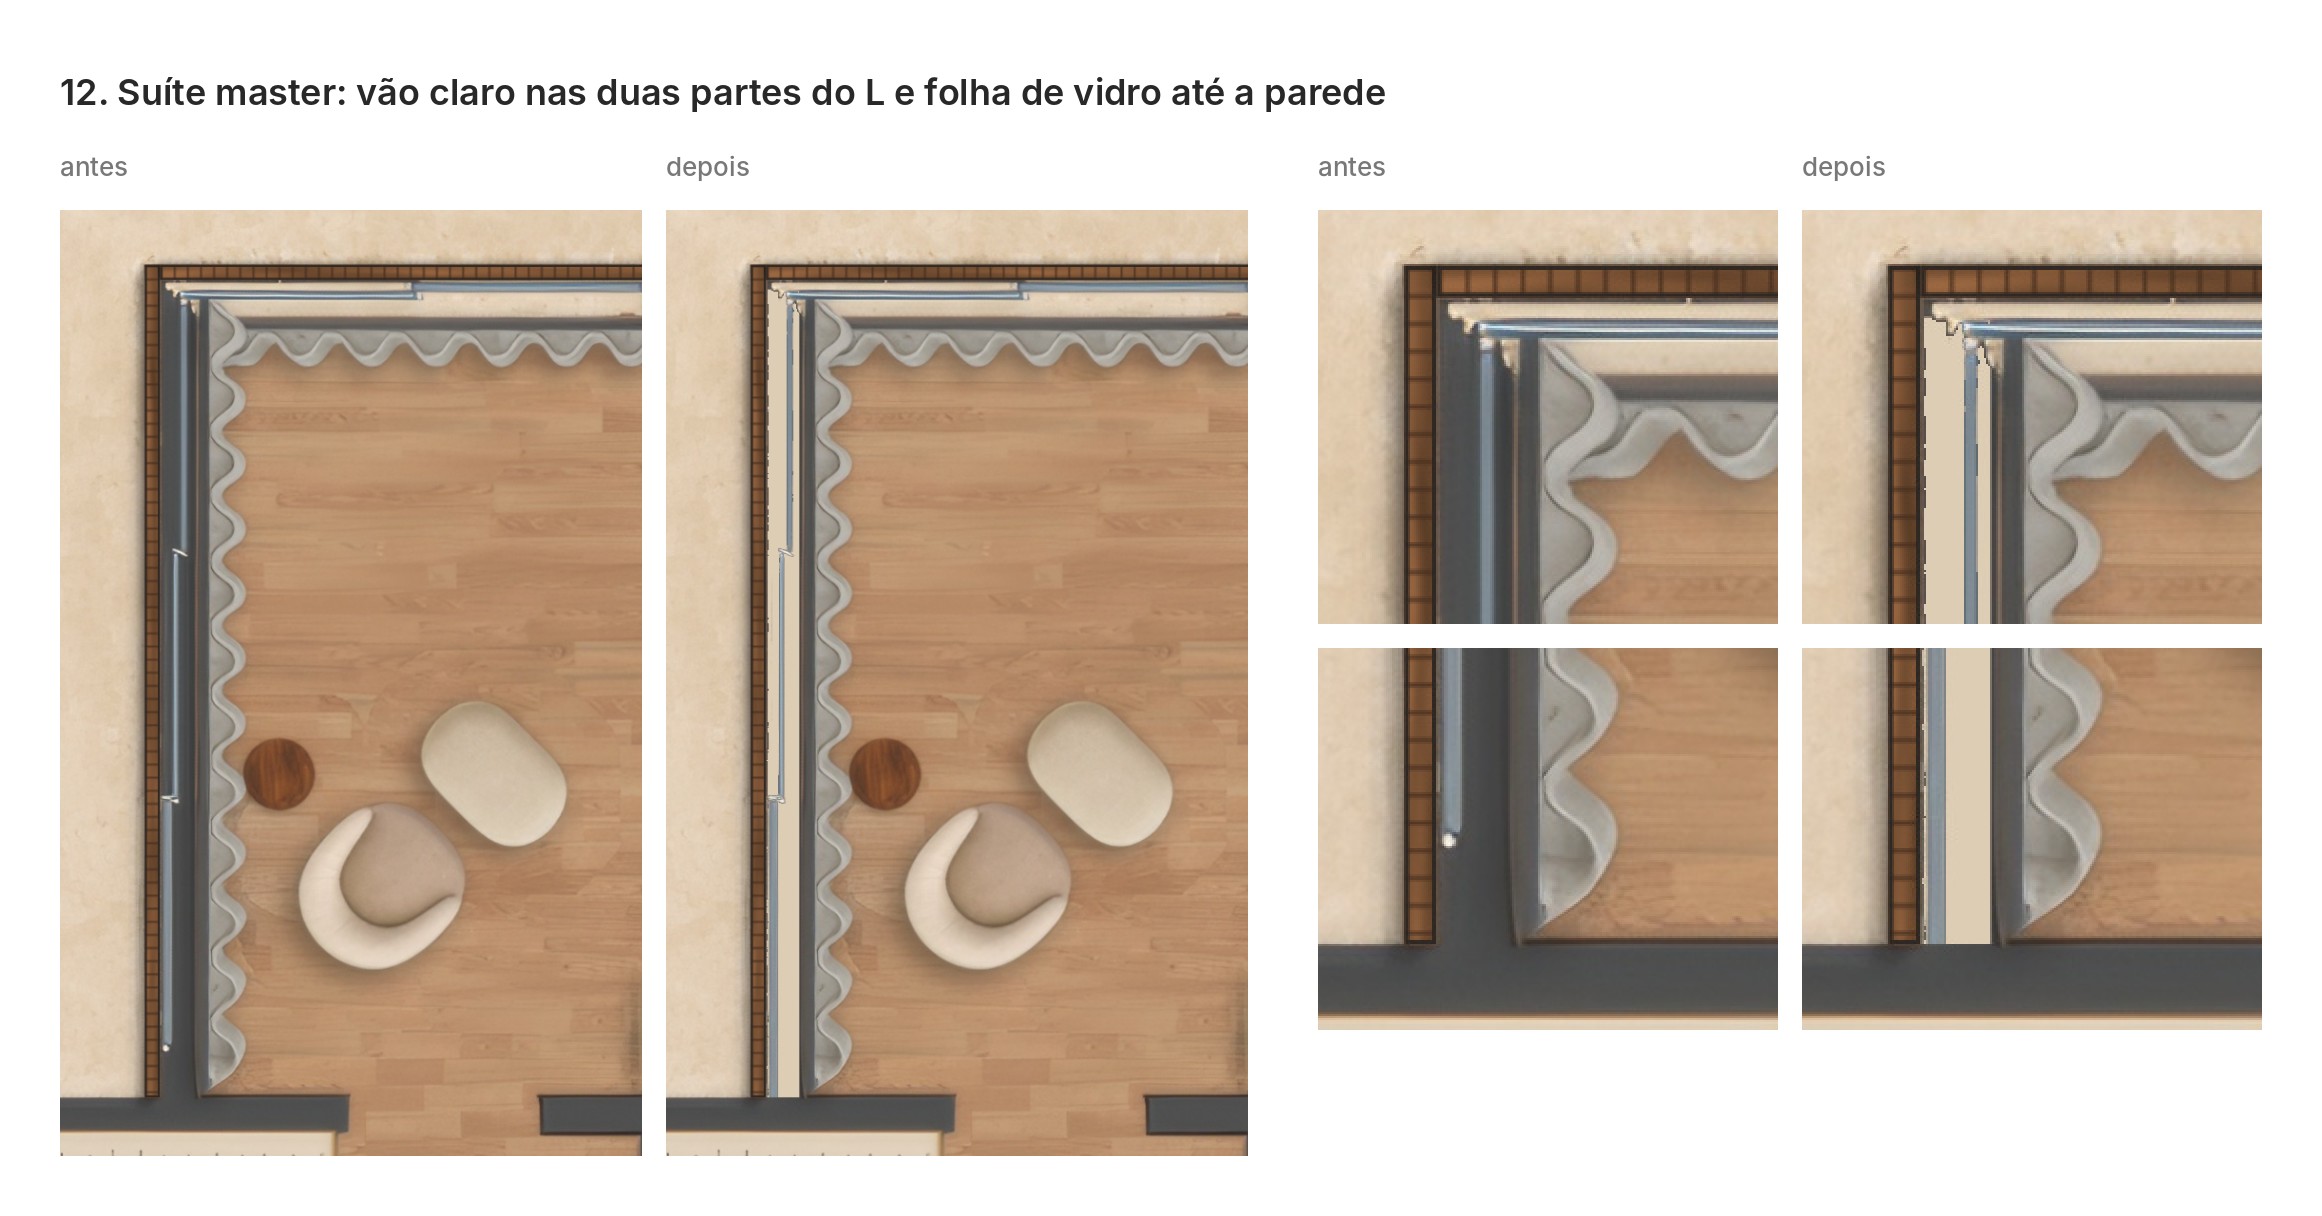 12. Suíte master: vão claro nas duas partes do L e folha de vidro até a parede
antes
depois
antes
depois